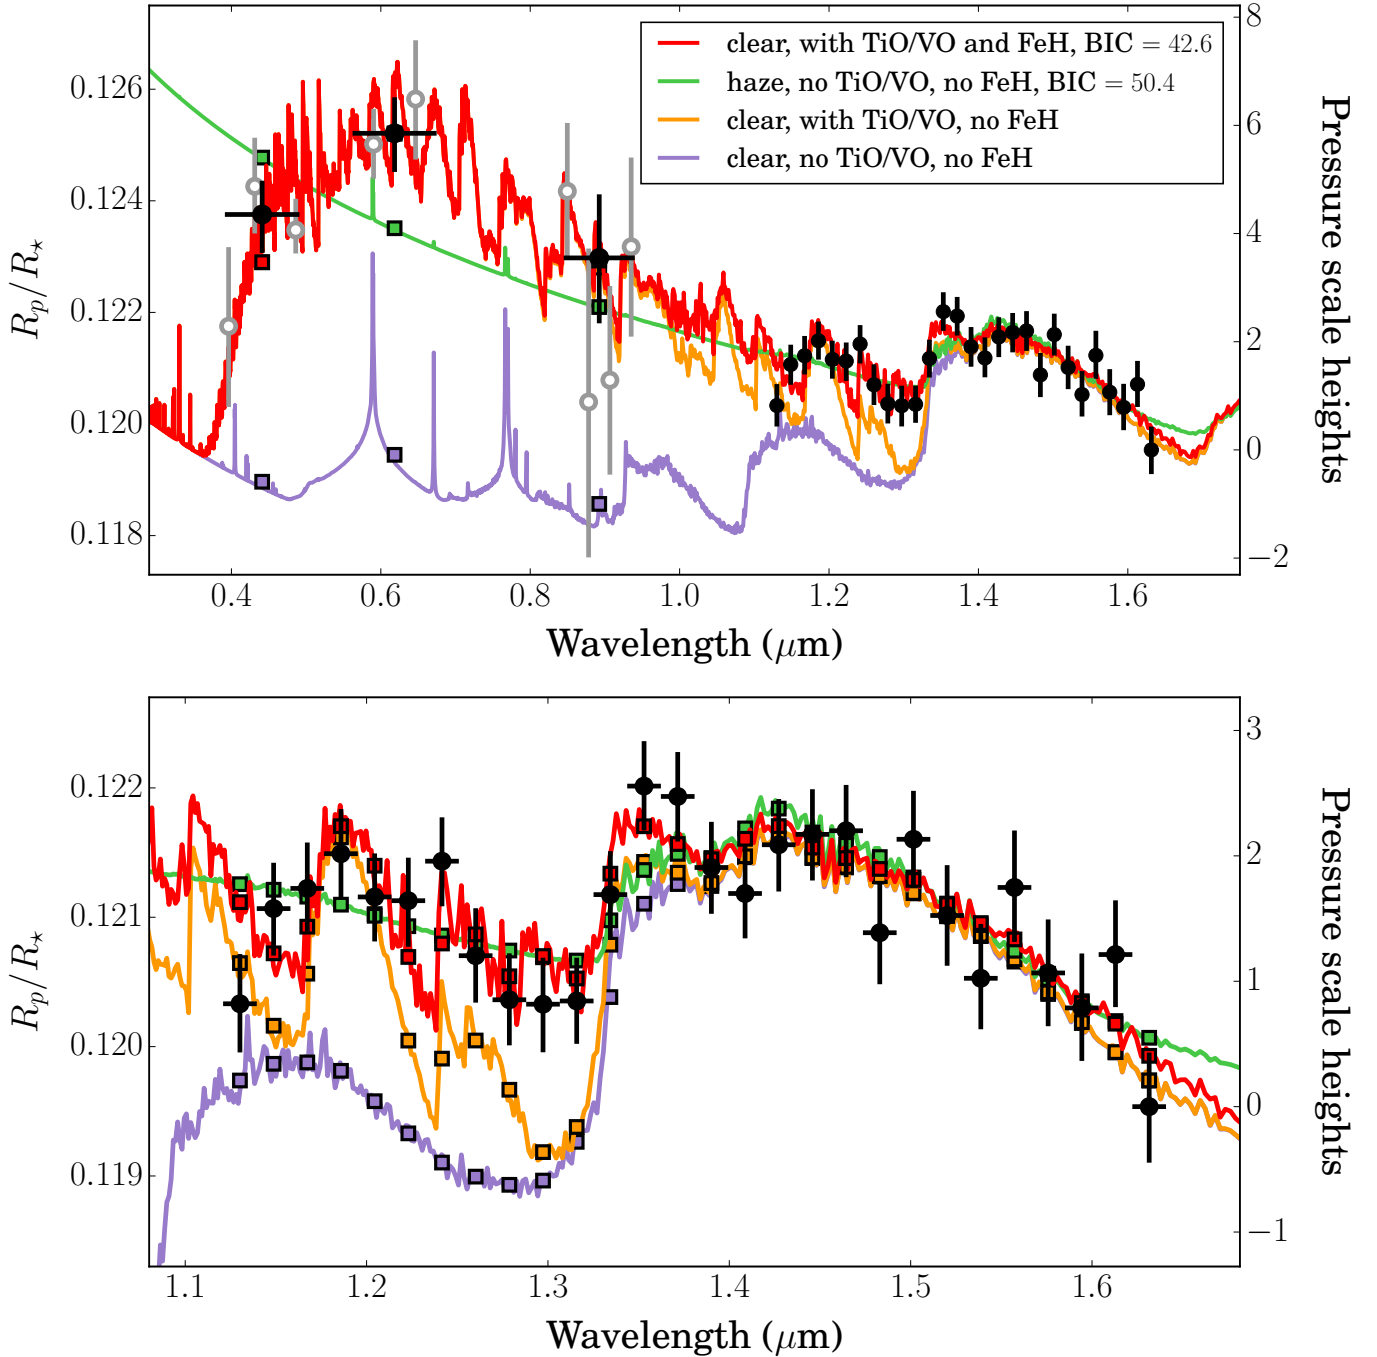 clear, with TiO/VO and FeH, BIC = 42.6
haze, no TiO/VO, no FeH, BIC = 50.4
clear, with TiO/VO, no FeH
clear, no TiO/VO, no FeH
0.126
0.124
0.122
0.120
0.118
R_p/R_⋆
8
6
4
2
0
−2
Pressure scale heights
0.4 0.6 0.8 1.0 1.2 1.4 1.6
Wavelength (μm)
0.122
0.121
0.120
0.119
R_p/R_⋆
3
2
1
0
−1
Pressure scale heights
1.1 1.2 1.3 1.4 1.5 1.6
Wavelength (μm)